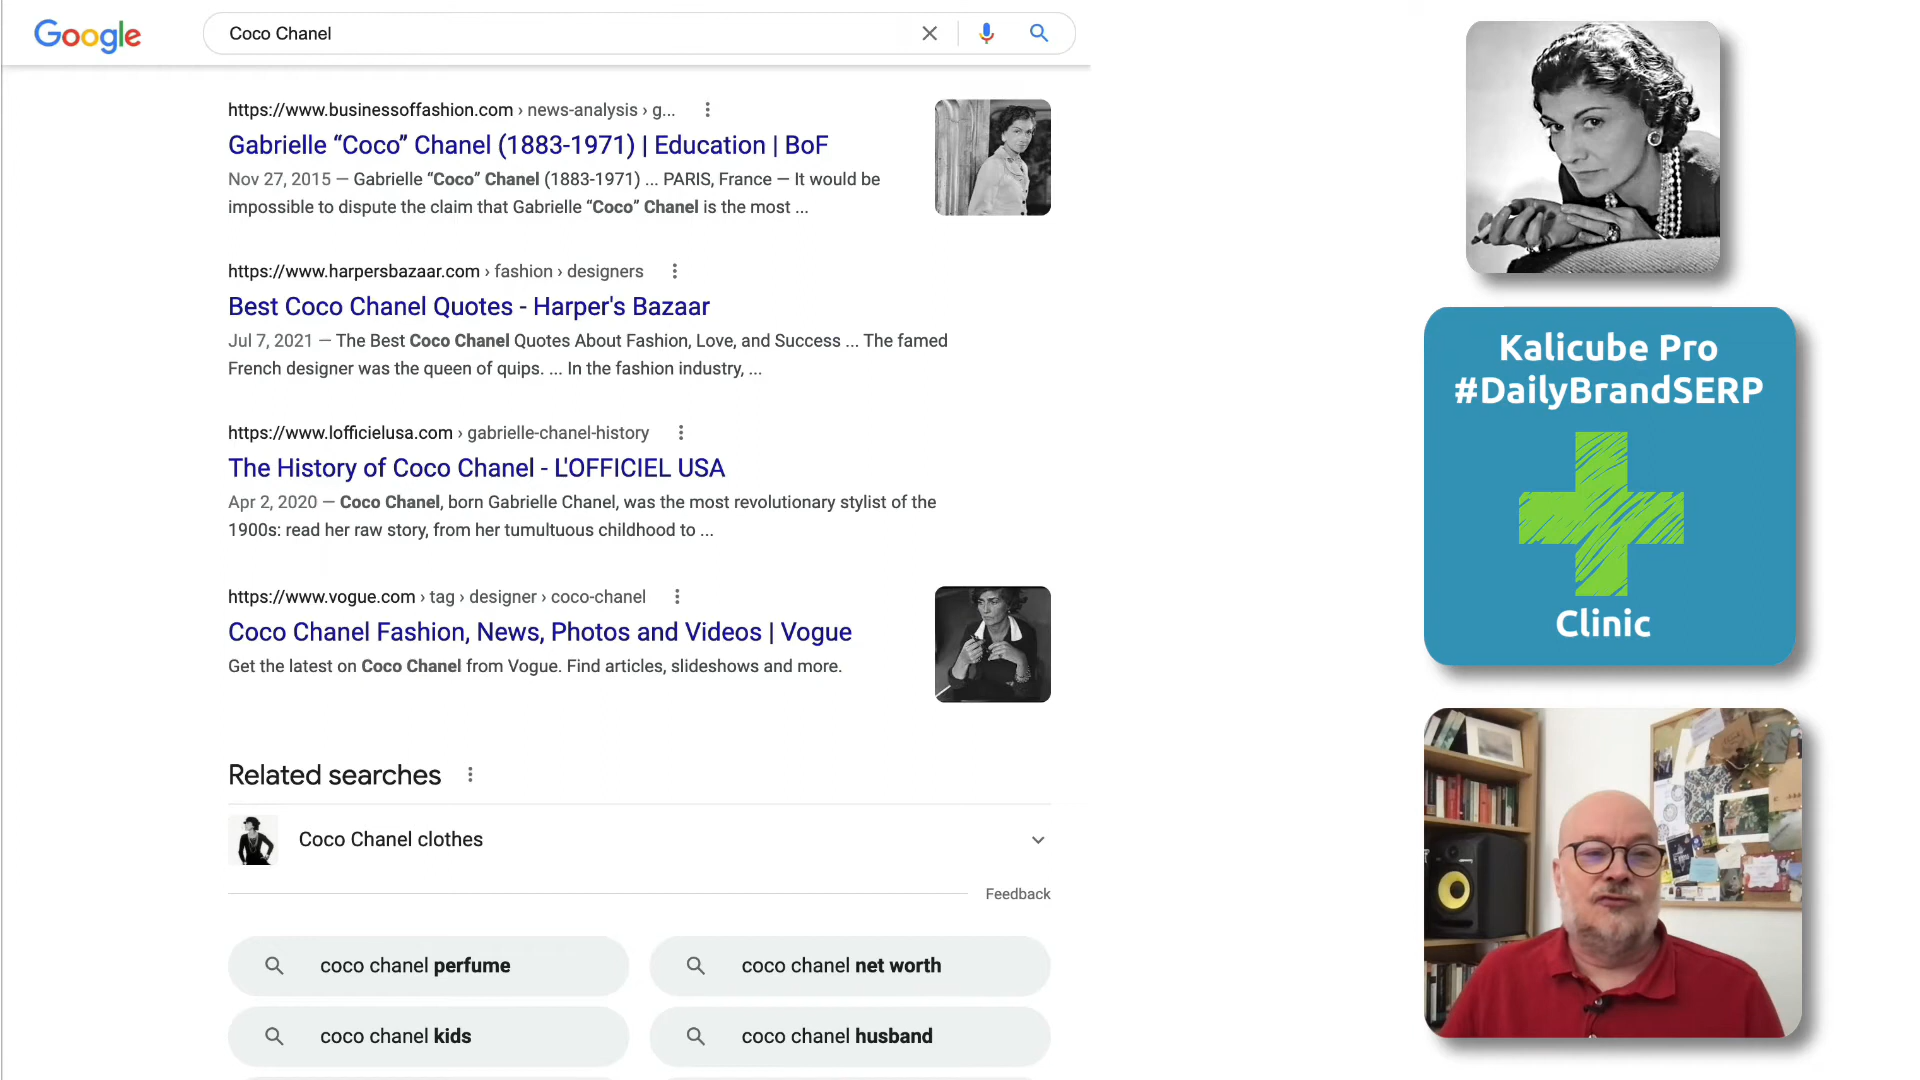 Google
Coco Chanel
https://www.businessoffashion.com › news-analysis › g...
Gabrielle “Coco” Chanel (1883-1971) | Education | BoF
Nov 27, 2015 — Gabrielle “Coco” Chanel (1883-1971) ... PARIS, France — It would be
impossible to dispute the claim that Gabrielle “Coco” Chanel is the most ...
https://www.harpersbazaar.com › fashion › designers
Best Coco Chanel Quotes - Harper's Bazaar
Jul 7, 2021 — The Best Coco Chanel Quotes About Fashion, Love, and Success ... The famed
French designer was the queen of quips. ... In the fashion industry, ...
https://www.lofficielusa.com › gabrielle-chanel-history
The History of Coco Chanel - L'OFFICIEL USA
Apr 2, 2020 — Coco Chanel, born Gabrielle Chanel, was the most revolutionary stylist of the
1900s: read her raw story, from her tumultuous childhood to ...
https://www.vogue.com › tag › designer › coco-chanel
Coco Chanel Fashion, News, Photos and Videos | Vogue
Get the latest on Coco Chanel from Vogue. Find articles, slideshows and more.
Related searches
Coco Chanel clothes
Feedback
coco chanel perfume
coco chanel net worth
coco chanel kids
coco chanel husband
Kalicube Pro
#DailyBrandSERP
Clinic